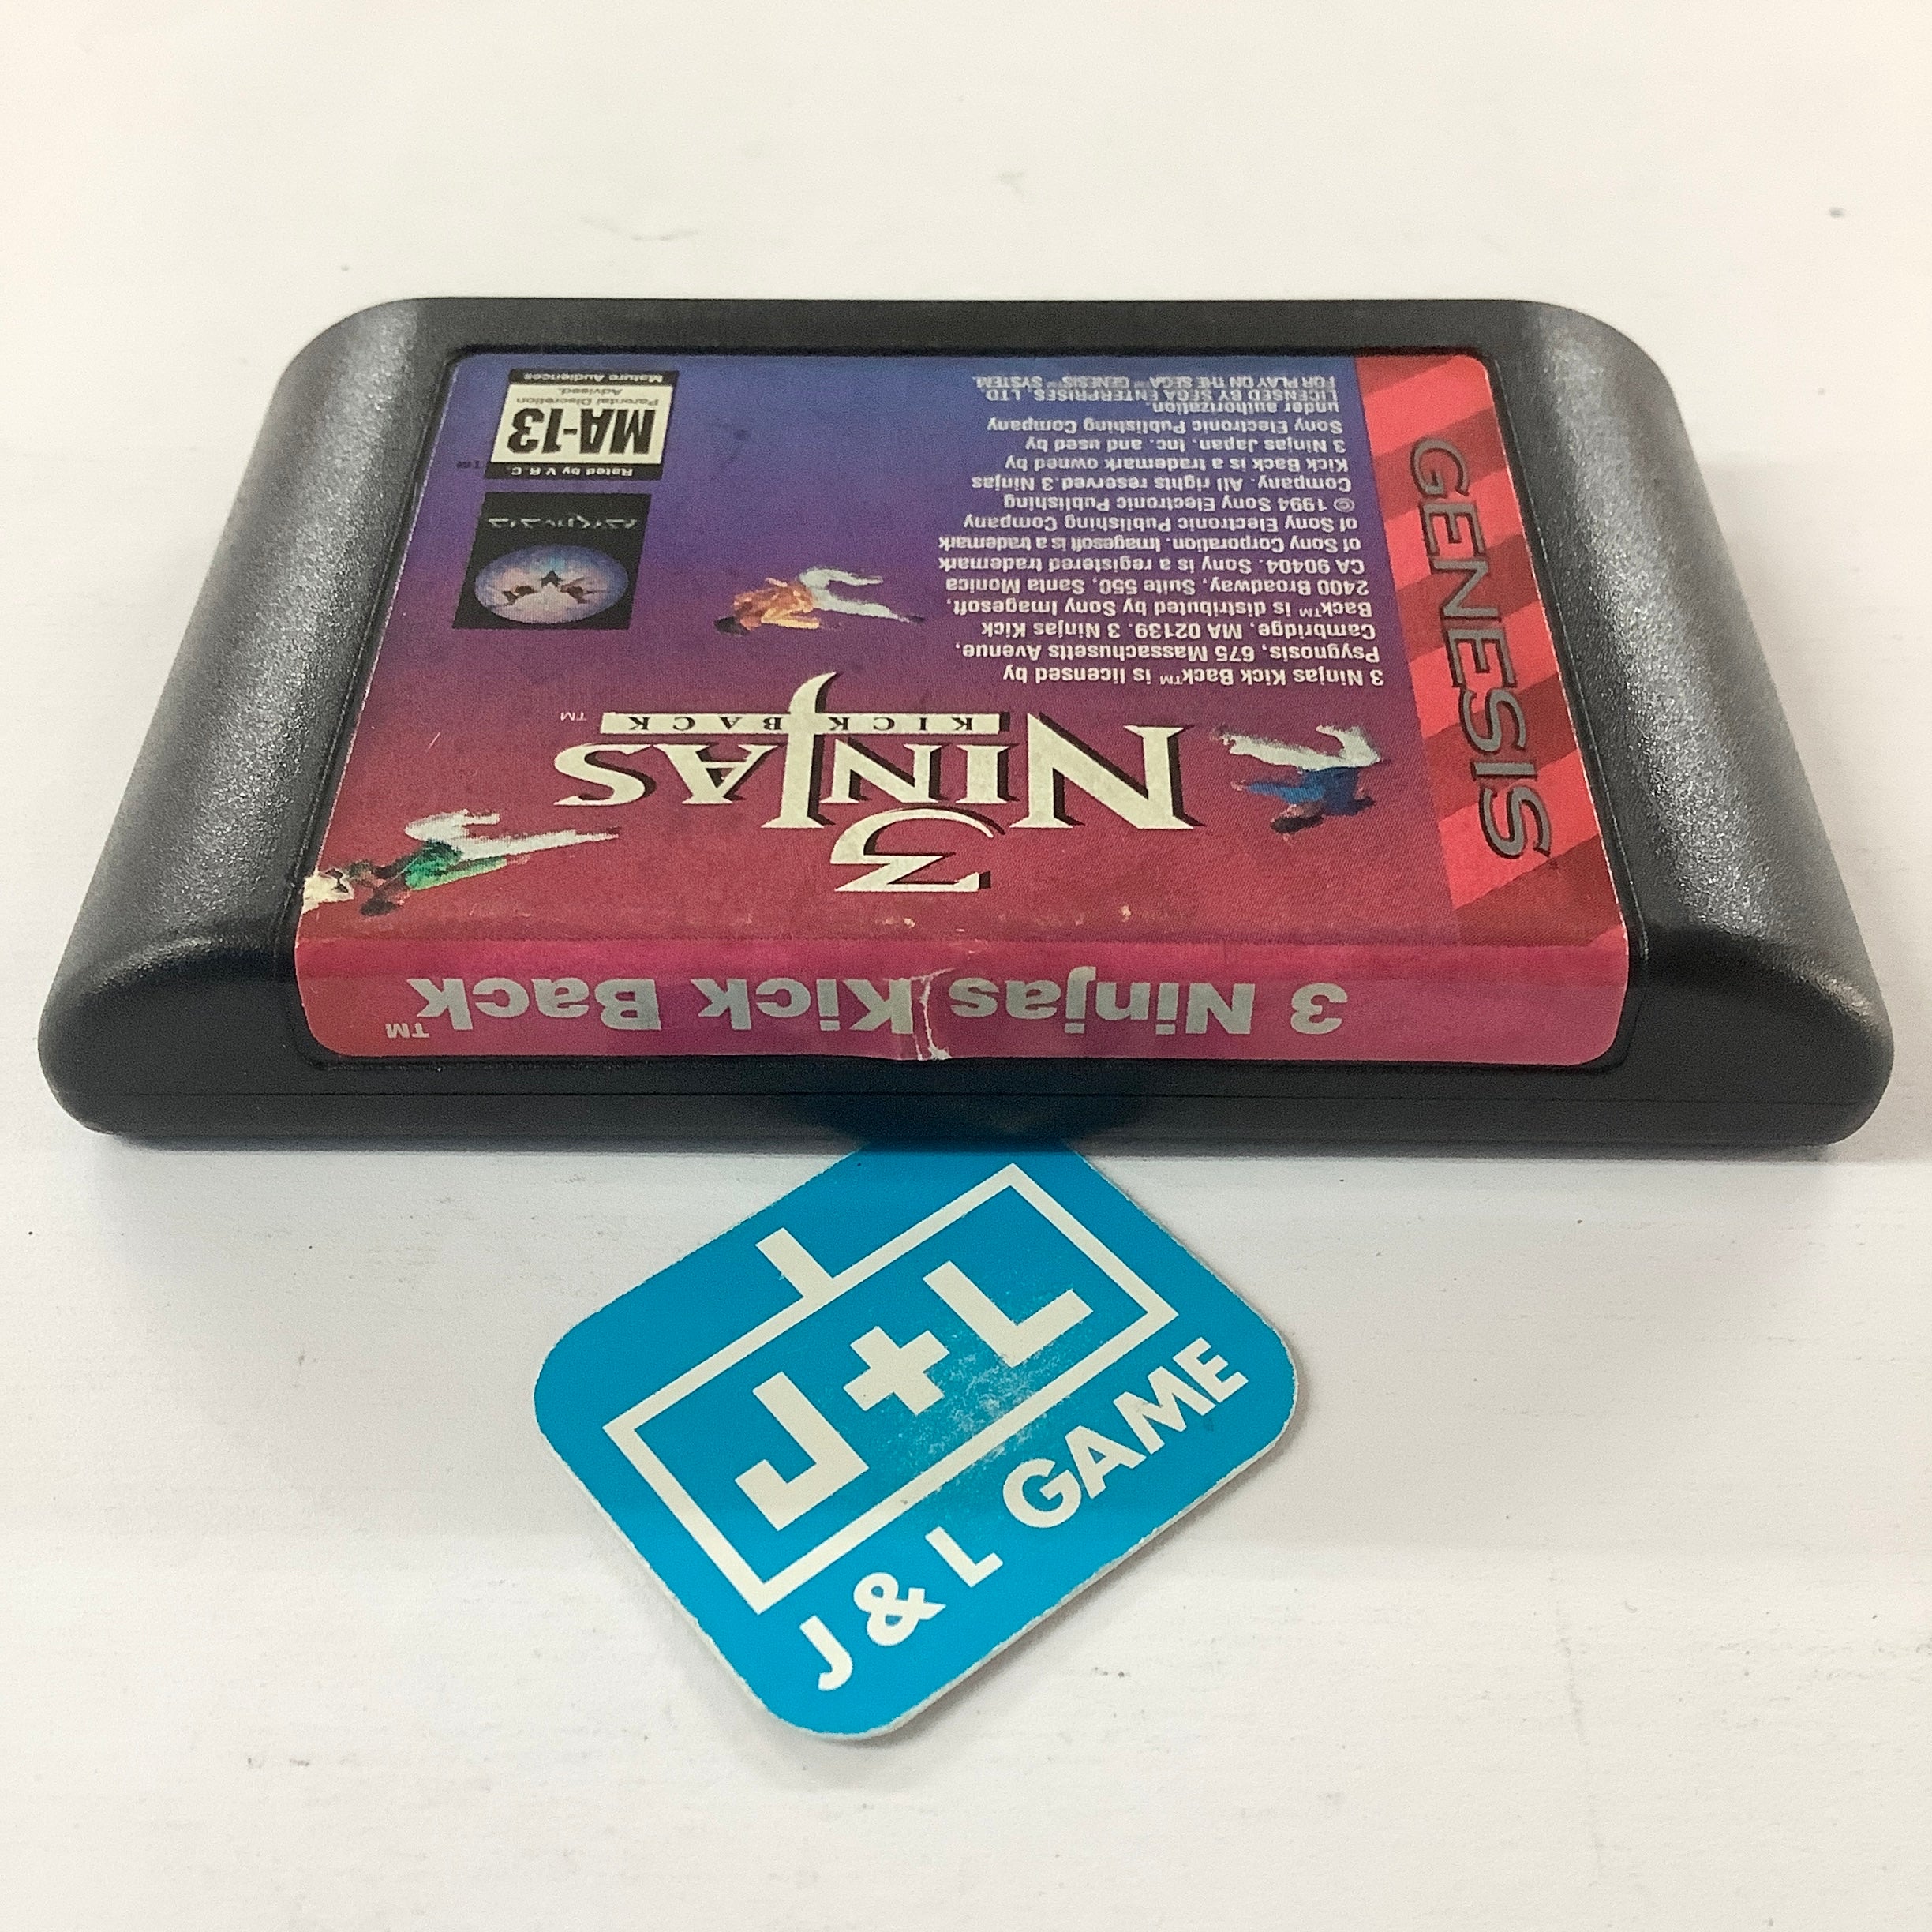 3 Ninjas Kick Back™
3
NINJAS
KICK BACK™
GENESIS
3 Ninjas Kick Back™ is licensed by
Psygnosis, 675 Masssachusetts Avenue,
Cambridge, MA 02139. 3 Ninjas Kick
Back™ is distributed by Sony Imagesoft,
2400 Broadway, Suite 550, Santa Monica
CA 90404. Sony is a registered trademark
of Sony Corporation. Imagesoft is a trademark
of Sony Electronic Publishing Company
© 1994 Sony Electronic Publishing
Company. All rights reserved.3 Ninjas
Kick Back is a trademark owned by
3 Ninjas Japan, Inc. and used by
Sony Electronic Publishing Company
under authorization.
LICENSED BY SEGA ENTERPRISES, LTD.
FOR PLAY ON THE SEGA™ GENESIS™ SYSTEM.
PSYGNOSIS
TM
Rated by V.R.C.
MA-13
Parental Discretion
Advised.
Mature Audiences
J+L
J & L GAME